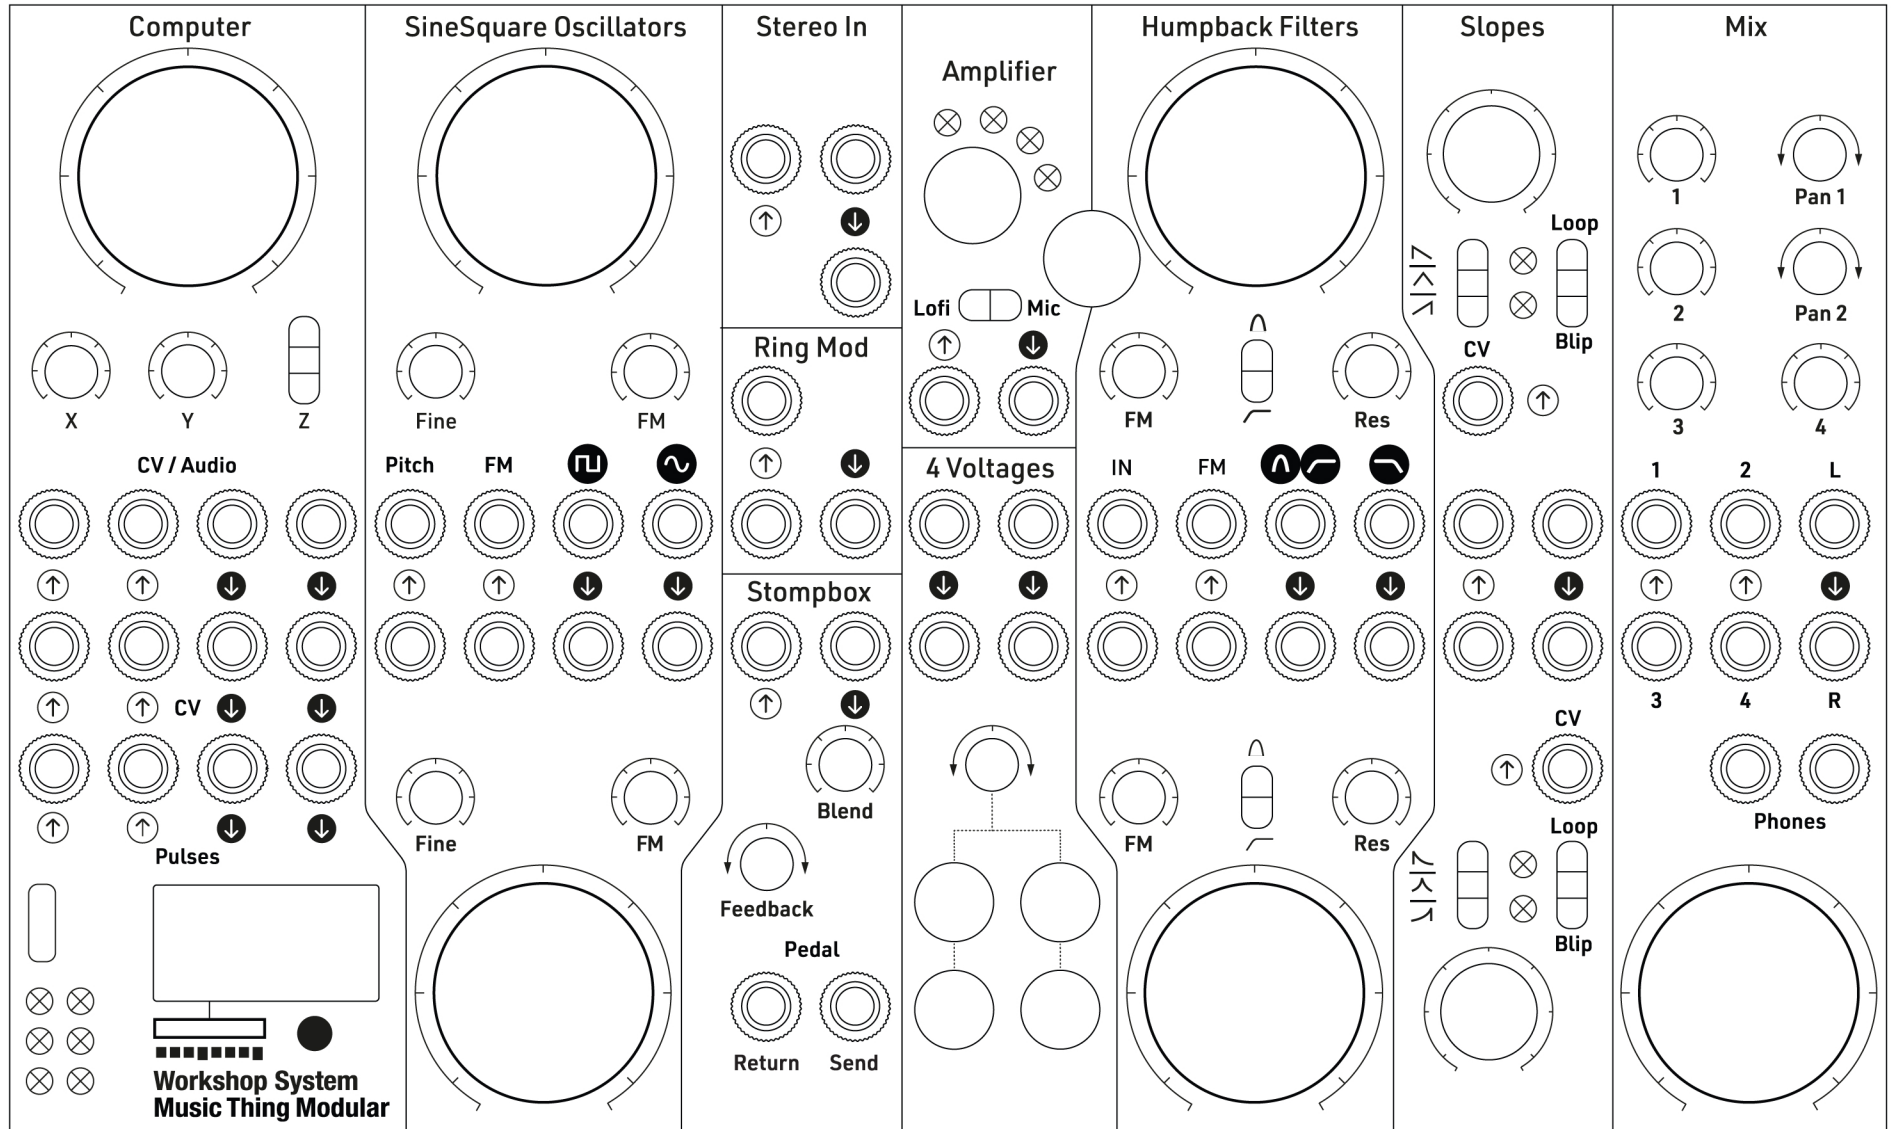 Computer
SineSquare Oscillators
Stereo In
Amplifier
Humpback Filters
Slopes
Mix
1
Pan 1
Loop
2
Pan 2
Lofi
Mic
Blip
Ring Mod
CV
X
Y
Z
Fine
FM
FM
Res
3
4
CV / Audio
Pitch
FM
4 Voltages
IN
FM
1
2
L
Stompbox
CV
3
4
R
CV
Blend
Phones
Loop
Pulses
Fine
FM
FM
Res
Feedback
Pedal
Blip
Return
Send
Workshop System
Music Thing Modular